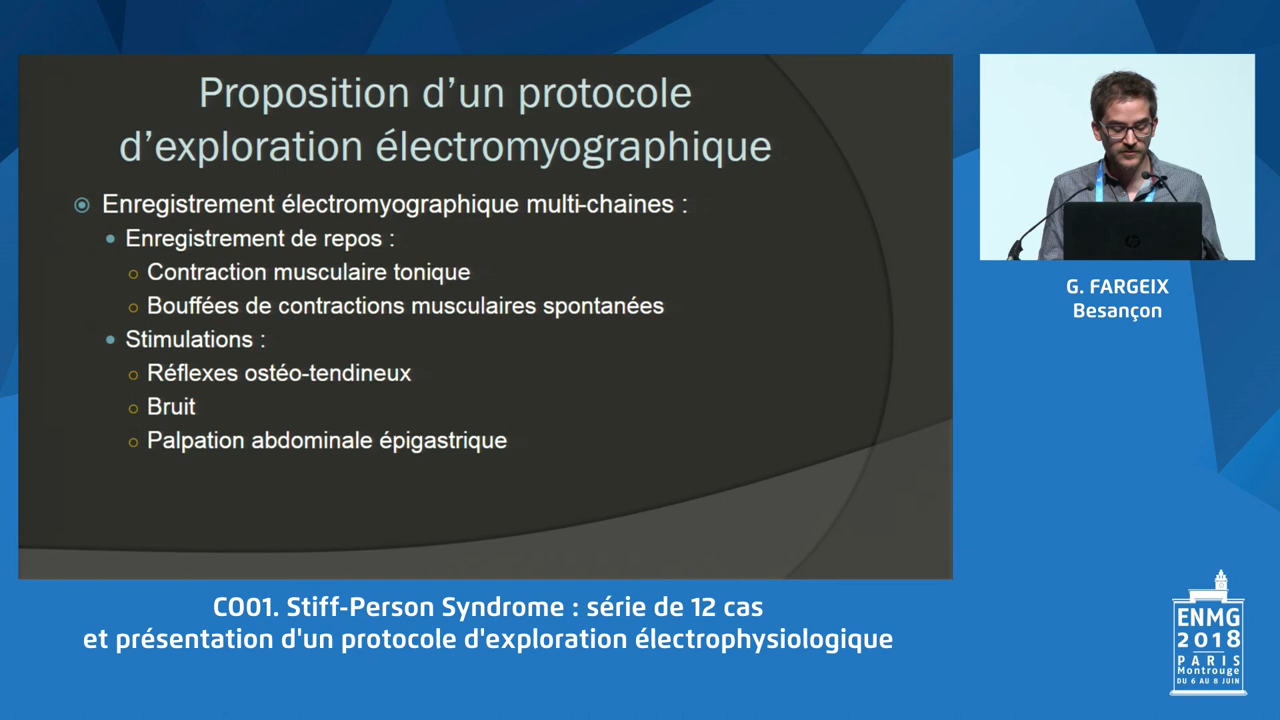 Proposition d'un protocole
d'exploration électromyographique
Enregistrement électromyographique multi-chaines :
Enregistrement de repos :
Contraction musculaire tonique
Bouffées de contractions musculaires spontanées
Stimulations :
Réflexes ostéo-tendineux
Bruit
Palpation abdominale épigastrique
G. FARGEIX
Besançon
CO01. Stiff-Person Syndrome : série de 12 cas
et présentation d'un protocole d'exploration électrophysiologique
ENMG
2018
PARIS
Montrouge
DU 6 AU 8 JUIN